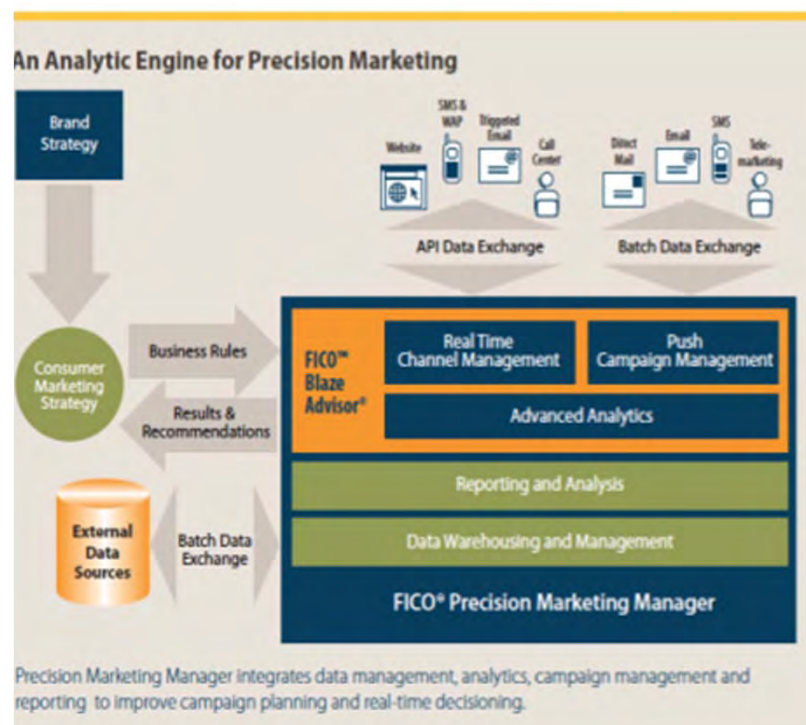 An Analytic Engine for Precision Marketing
Brand
Strategy
Website
SMS &
WAP
Triggeted
Email
Call
Center
Ditect
Mail
Email
SMS
Tele-
marketing
API Data Exchange
Batch Data Exchange
Consumer
Marketing
Strategy
Business Rules
Results &
Recommendations
FICO™
Blaze
Advisor®
Real Time
Channel Management
Push
Campaign Management
Advanced Analytics
Reporting and Analysis
Data Warehousing and Management
FICO® Precision Marketing Manager
External
Data
Sources
Batch Data
Exchange
Precision Marketing Manager integrates data management, analytics, campaign management and
reporting to improve campaign planning and real-time decisioning.